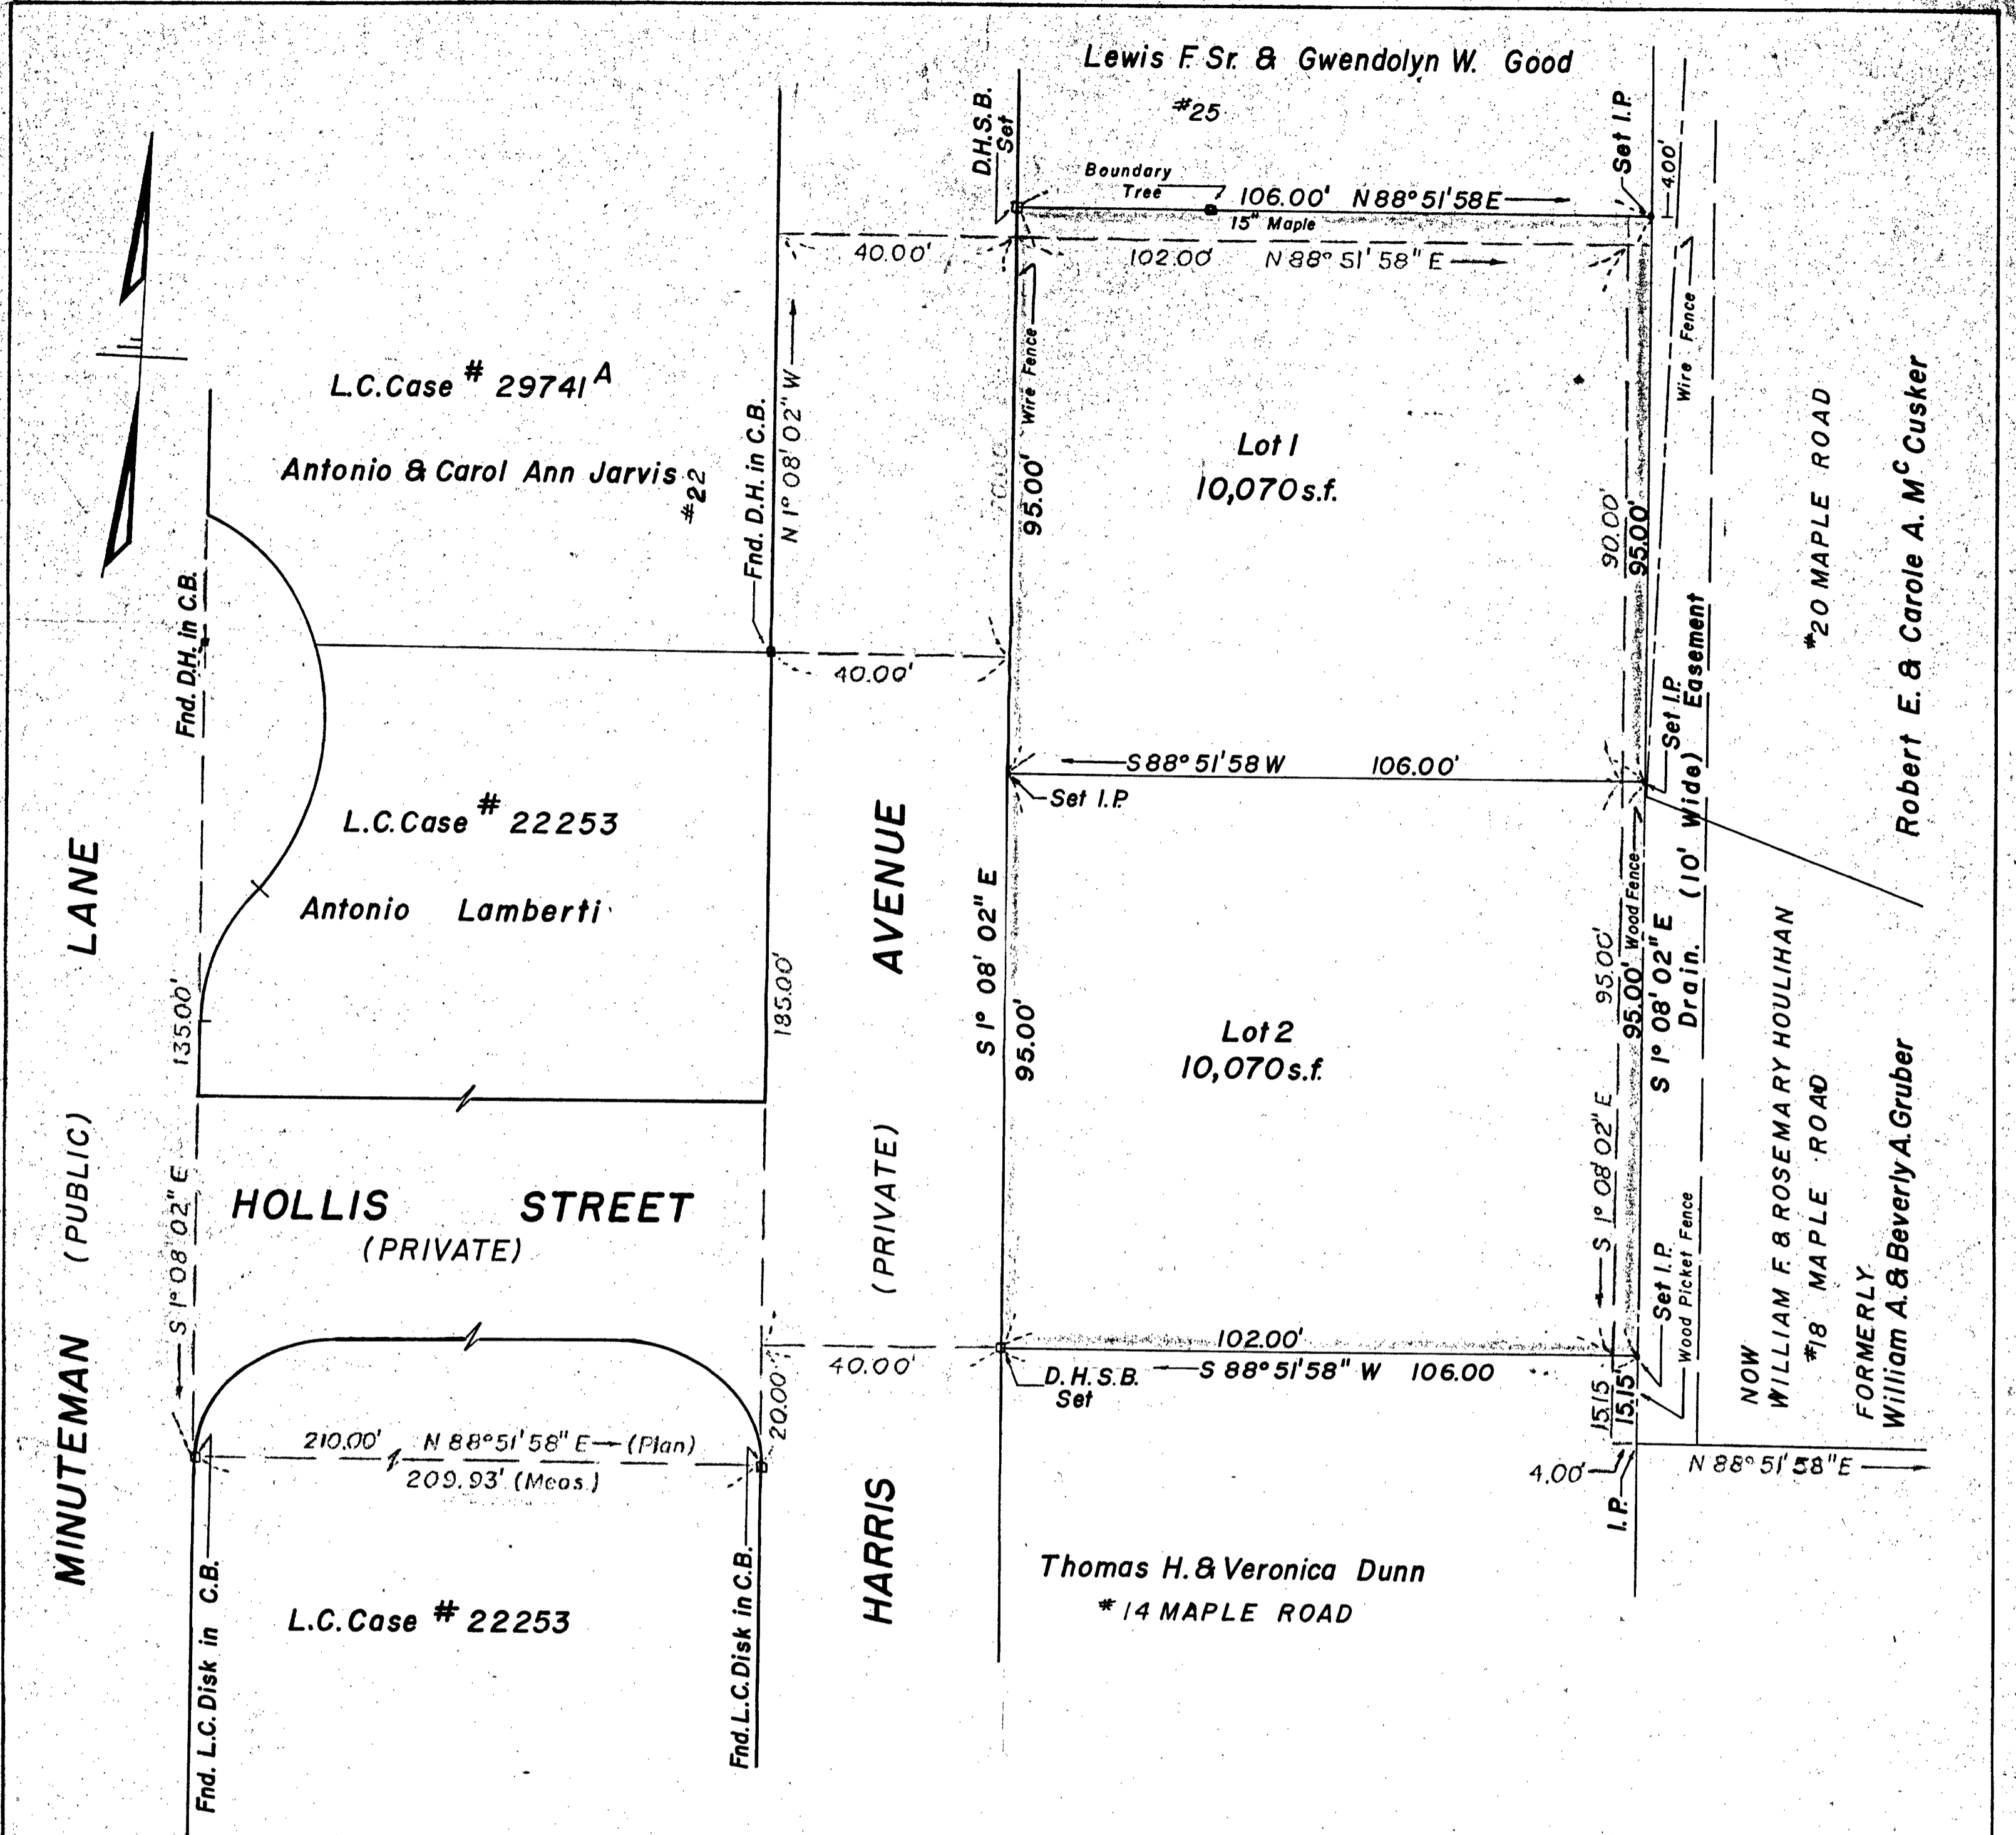 Lewis F. Sr. & Gwendolyn W. Good
#25
D.H.S.B.
Set
Set I.P.
4.00'
Boundary
Tree
106.00' N 88° 51' 58 E
15" Maple
40.00'
102.00 N 88° 51' 58" E
Wire Fence
Wire Fence
L.C. Case # 29741 A
Antonio & Carol Ann Jarvis
#22
Fnd. D.H. in C.B.
N 1° 08' 02" W
95.00'
Lot 1
10,070 s.f.
90.00'
95.00'
#20 MAPLE ROAD
Robert E. & Carole A. Mc Cusker
Fnd. D.H. in C.B.
40.00'
S 88° 51' 58 W 106.00'
Set I.P.
Set I.P.
Drain. (10' Wide) Easement
L.C. Case # 22253
Antonio Lamberti
135.00'
185.00'
S 1° 08' 02" E
95.00'
Lot 2
10,070 s.f.
95.00'
95.00' Wood Fence
S 1° 08' 02" E
S 1° 08' 02" E
MINUTEMAN (PUBLIC) LANE
S 1° 08' 02" E
HOLLIS STREET
(PRIVATE)
HARRIS (PRIVATE) AVENUE
NOW
WILLIAM F. & ROSEMARY HOULIHAN
#18 MAPLE ROAD
FORMERLY
William A. & Beverly A. Gruber
Set I.P.
Wood Picket Fence
40.00'
102.00'
D.H.S.B.
Set
S 88° 51' 58" W 106.00
20.00'
15.15
15.15'
210.00' N 88° 51' 58" E (Plan)
209.93' (Meas.)
4.00'
I.P.
N 88° 51' 58" E
Fnd. L.C. Disk in C.B.
Fnd. L.C. Disk in C.B.
L.C. Case # 22253
Thomas H. & Veronica Dunn
# 14 MAPLE ROAD